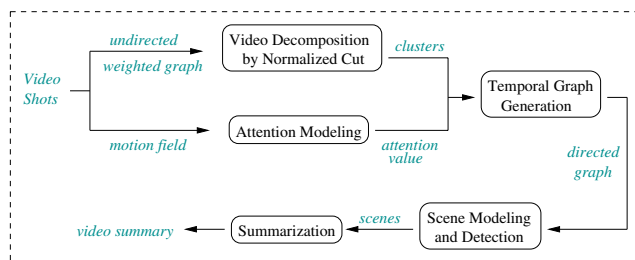 undirected
weighted graph
Video Decomposition
by Normalized Cut
clusters
Video
Shots
Temporal Graph
Generation
motion field
Attention Modeling
attention
value
directed
graph
video summary
Summarization
scenes
Scene Modeling
and Detection